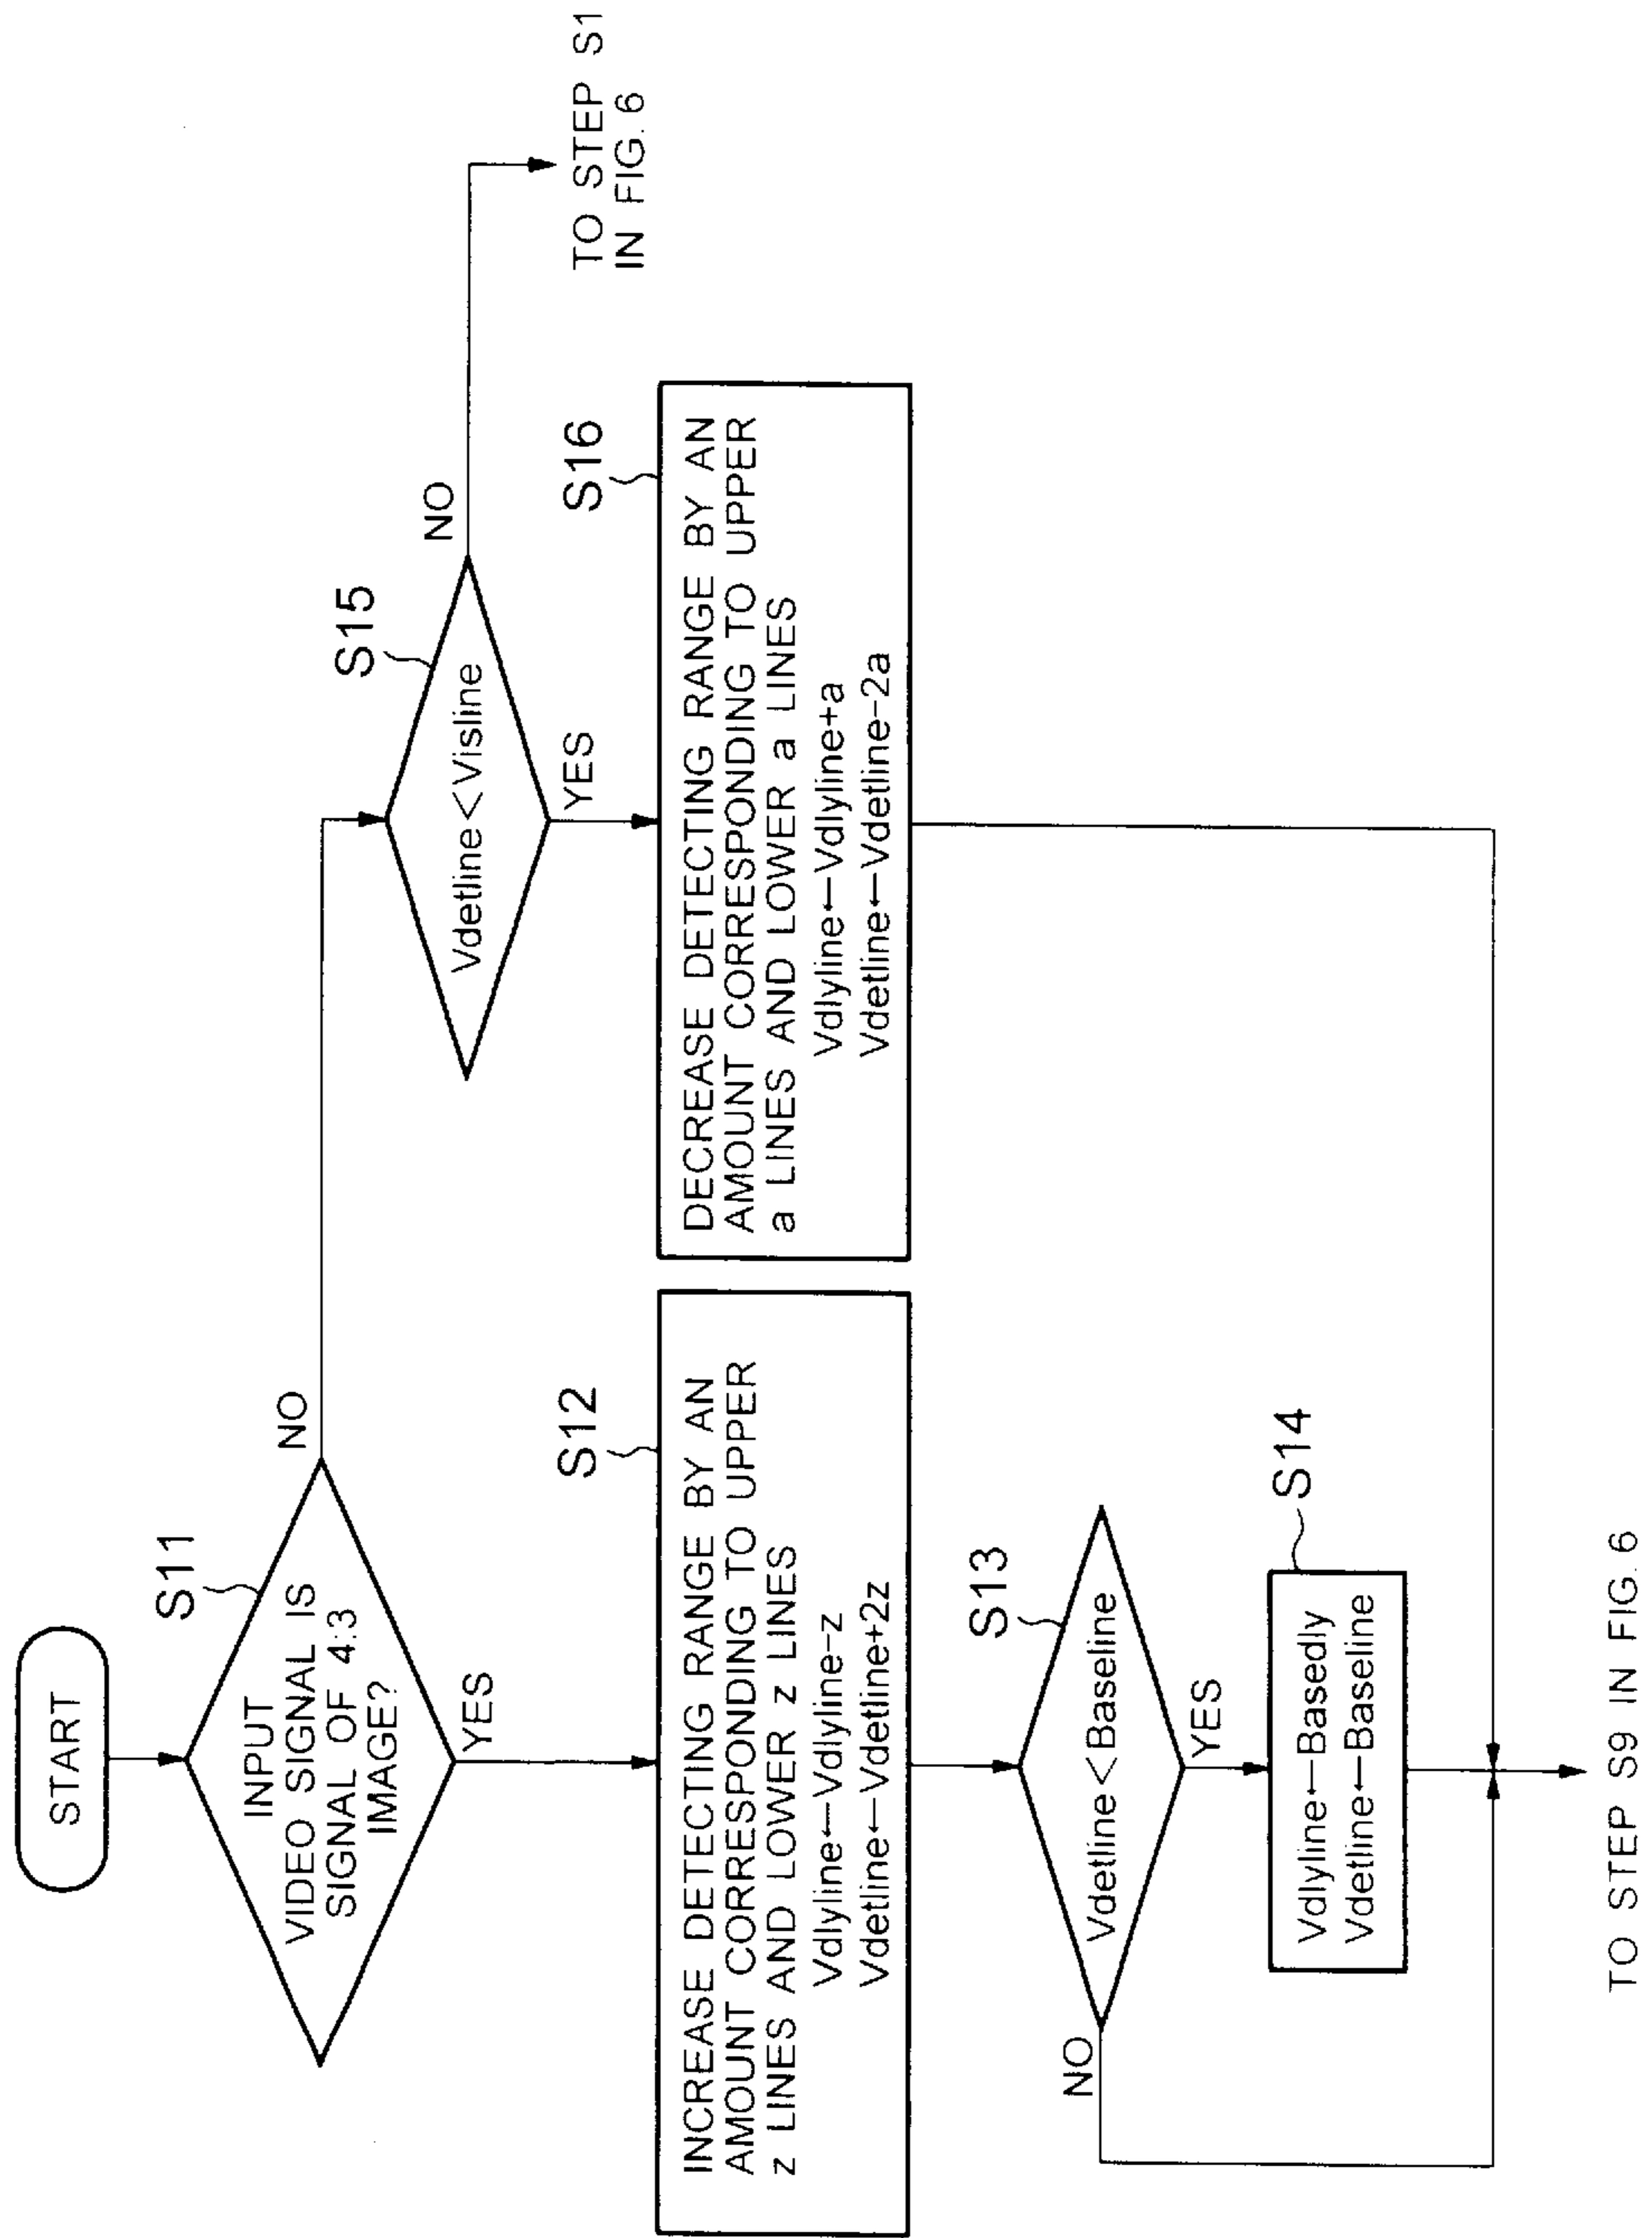 START
S11
INPUT
VIDEO SIGNAL IS
SIGNAL OF 4:3
IMAGE?
NO
YES
S12
INCREASE DETECTING RANGE BY AN
AMOUNT CORRESPONDING TO UPPER
z LINES AND LOWER z LINES
Vdlyline←Vdlyline-z
Vdetline←Vdetline+2z
S13
Vdetline<Baseline
NO
YES
S14
Vdlyline←Basedly
Vdetline←Baseline
TO STEP S9 IN FIG. 6
S15
Vdetline<Visline
NO
YES
TO STEP S1
IN FIG. 6
S16
DECREASE DETECTING RANGE BY AN
AMOUNT CORRESPONDING TO UPPER
a LINES AND LOWER a LINES
Vdlyline←Vdlyline+a
Vdetline←Vdetline-2a